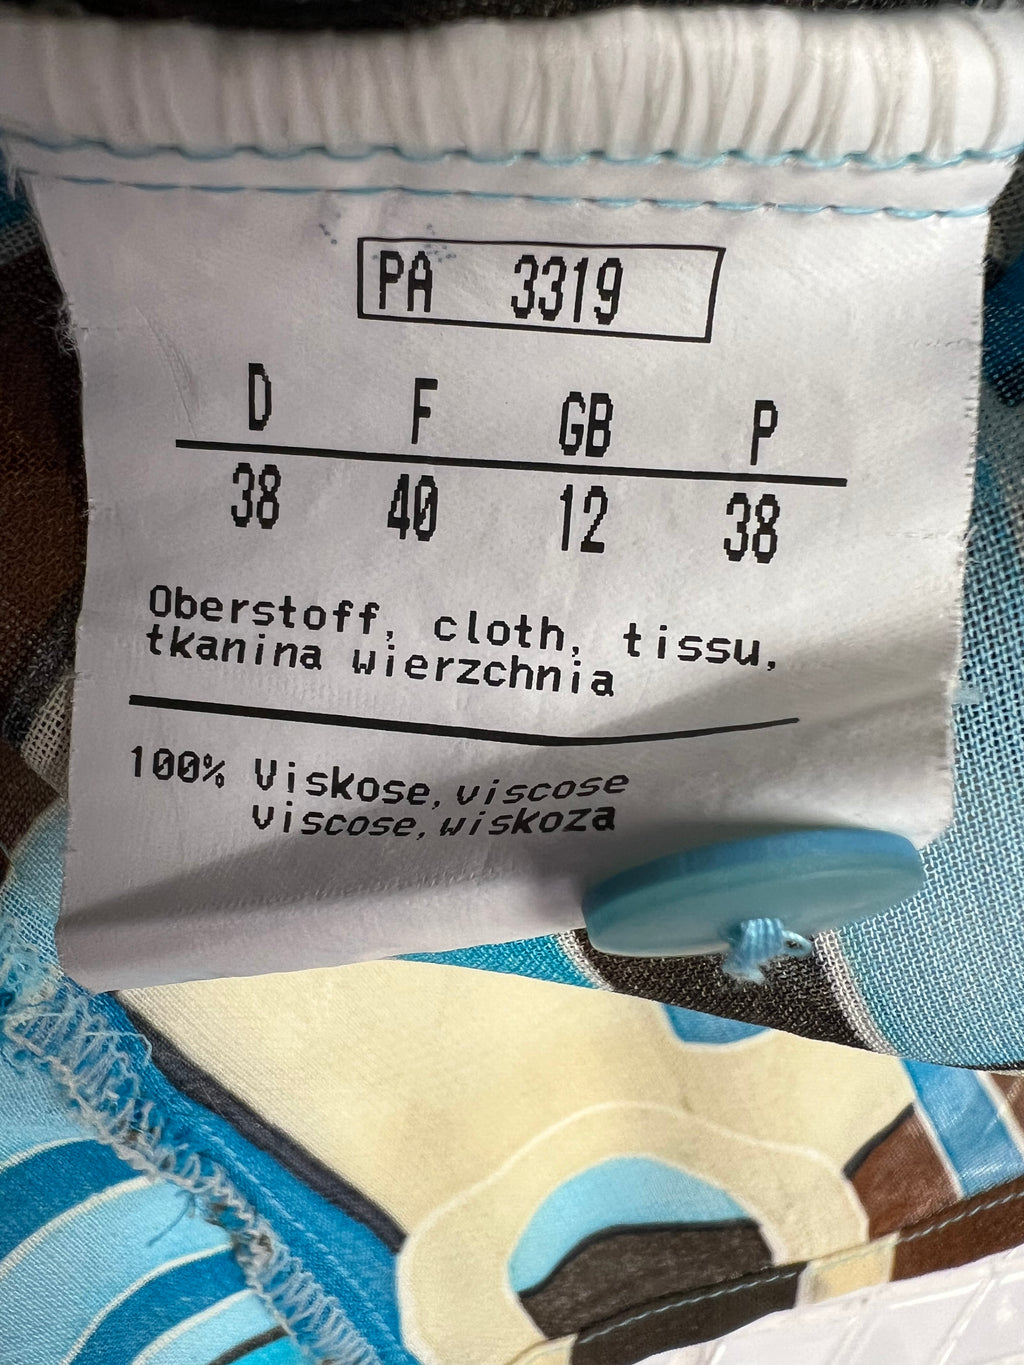 PA 3319
D F GB P
38 40 12 38
Oberstoff, cloth, tissu,
tkanina wierzchnia
100% Viskose, viscose
viscose, wiskoza